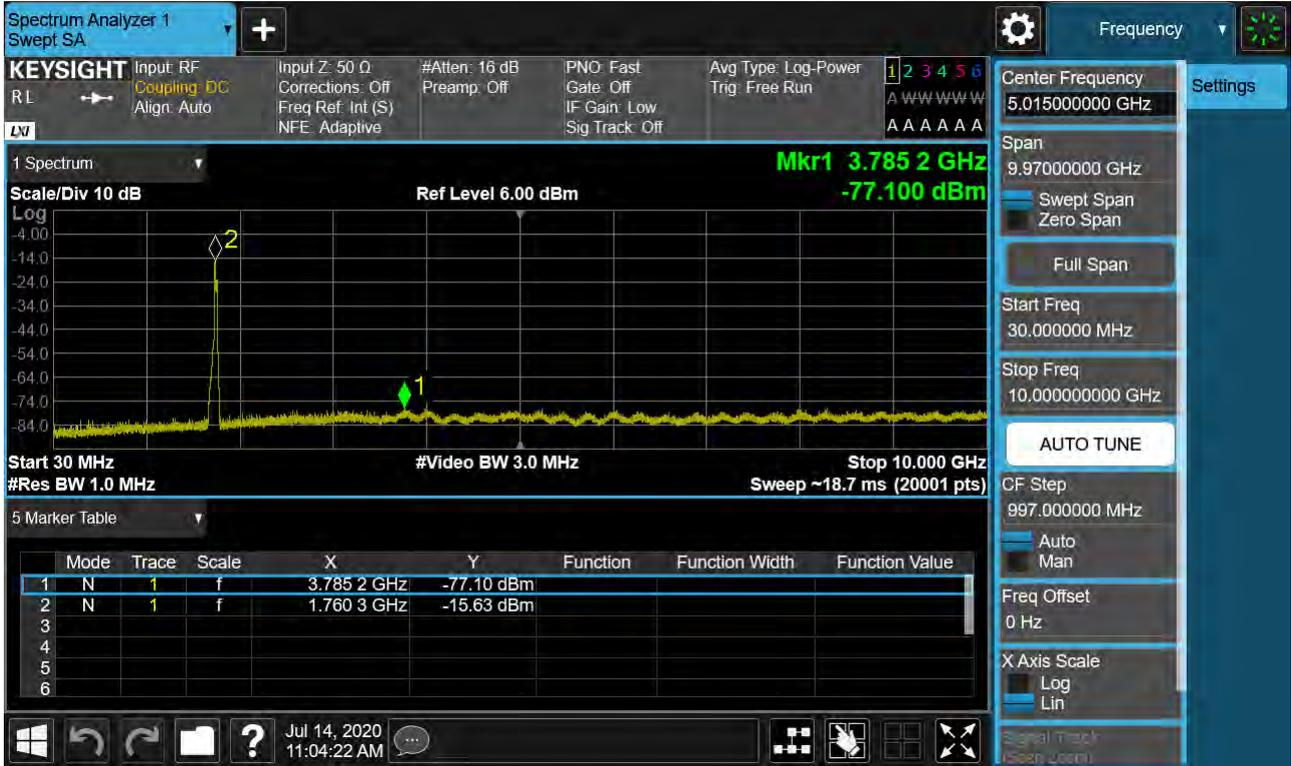 Spectrum Analyzer 1
Swept SA
+
Frequency
KEYSIGHT
RL
LXI
Input: RF
Coupling: DC
Align: Auto
Input Z: 50 Ω
Corrections: Off
Freq Ref: Int (S)
NFE: Adaptive
#Atten: 16 dB
Preamp: Off
PNO: Fast
Gate: Off
IF Gain: Low
Sig Track: Off
Avg Type: Log-Power
Trig: Free Run
1 2 3 4 5 6
A W W W W W
A A A A A A
1 Spectrum
Mkr1 3.785 2 GHz
-77.100 dBm
Scale/Div 10 dB
Ref Level 6.00 dBm
Log
-4.00
-14.0
-24.0
-34.0
-44.0
-54.0
-64.0
-74.0
-84.0
2
1
Start 30 MHz
#Video BW 3.0 MHz
Stop 10.000 GHz
#Res BW 1.0 MHz
Sweep ~18.7 ms (20001 pts)
5 Marker Table
Mode Trace Scale X Y Function Function Width Function Value
1 N 1 f 3.785 2 GHz -77.10 dBm
2 N 1 f 1.760 3 GHz -15.63 dBm
3
4
5
6
?
Jul 14, 2020
11:04:22 AM
Center Frequency
5.015000000 GHz
Settings
Span
9.97000000 GHz
Swept Span
Zero Span
Full Span
Start Freq
30.000000 MHz
Stop Freq
10.000000000 GHz
AUTO TUNE
CF Step
997.000000 MHz
Auto
Man
Freq Offset
0 Hz
X Axis Scale
Log
Lin
Signal Track
(Span Zoom)